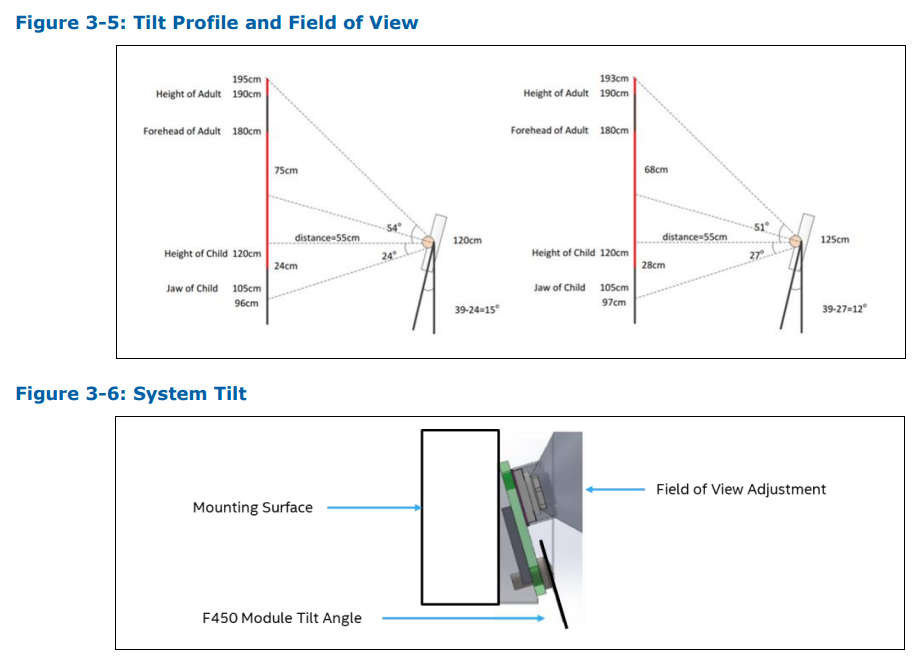 Figure 3-5: Tilt Profile and Field of View
195cm
Height of Adult 190cm
Forehead of Adult 180cm
75cm
54°
distance=55cm
120cm
Height of Child 120cm
24°
24cm
Jaw of Child 105cm
96cm
39-24=15°
193cm
Height of Adult 190cm
Forehead of Adult 180cm
68cm
51°
distance=55cm
125cm
Height of Child 120cm
27°
28cm
Jaw of Child 105cm
97cm
39-27=12°
Figure 3-6: System Tilt
Field of View Adjustment
Mounting Surface
F450 Module Tilt Angle